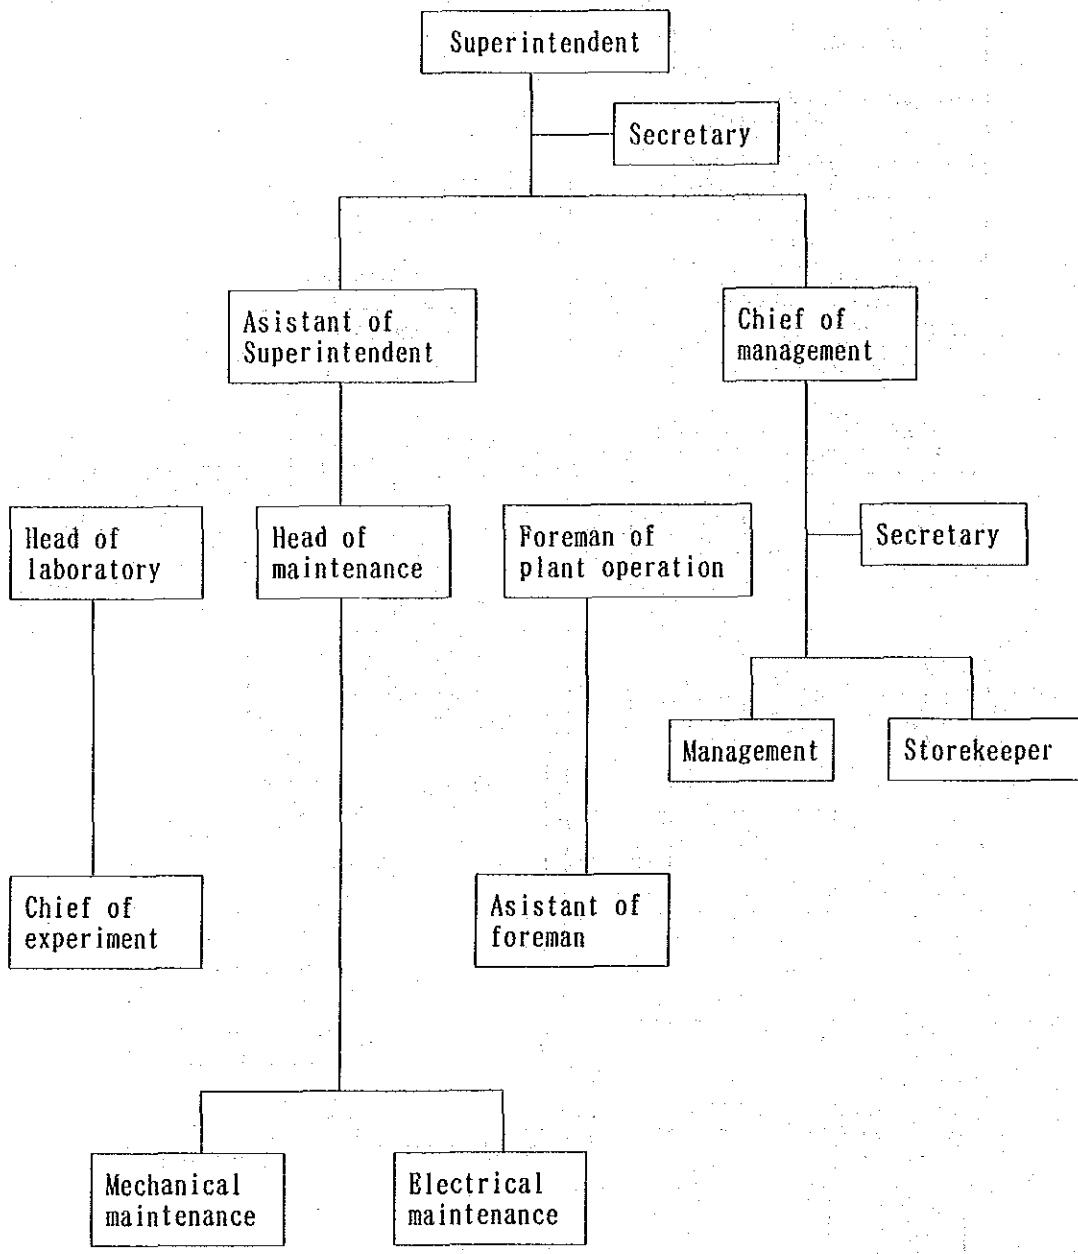 Superintendent
Secretary
Asistant of
Superintendent
Chief of
management
Head of
laboratory
Head of
maintenance
Foreman of
plant operation
Secretary
Management
Storekeeper
Chief of
experiment
Asistant of
foreman
Mechanical
maintenance
Electrical
maintenance